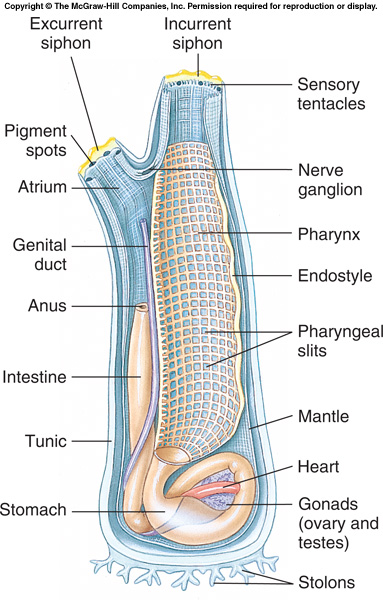 Copyright © The McGraw-Hill Companies, Inc. Permission required for reproduction or display.
Excurrent
siphon
Incurrent
siphon
Sensory
tentacles
Pigment
spots
Atrium
Nerve
ganglion
Genital
duct
Pharynx
Endostyle
Anus
Pharyngeal
slits
Intestine
Mantle
Tunic
Heart
Stomach
Gonads
(ovary and
testes)
Stolons